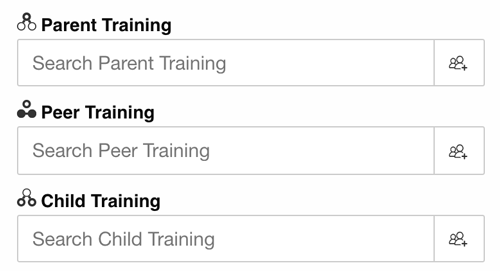 Parent Training
Search Parent Training
Peer Training
Search Peer Training
Child Training
Search Child Training